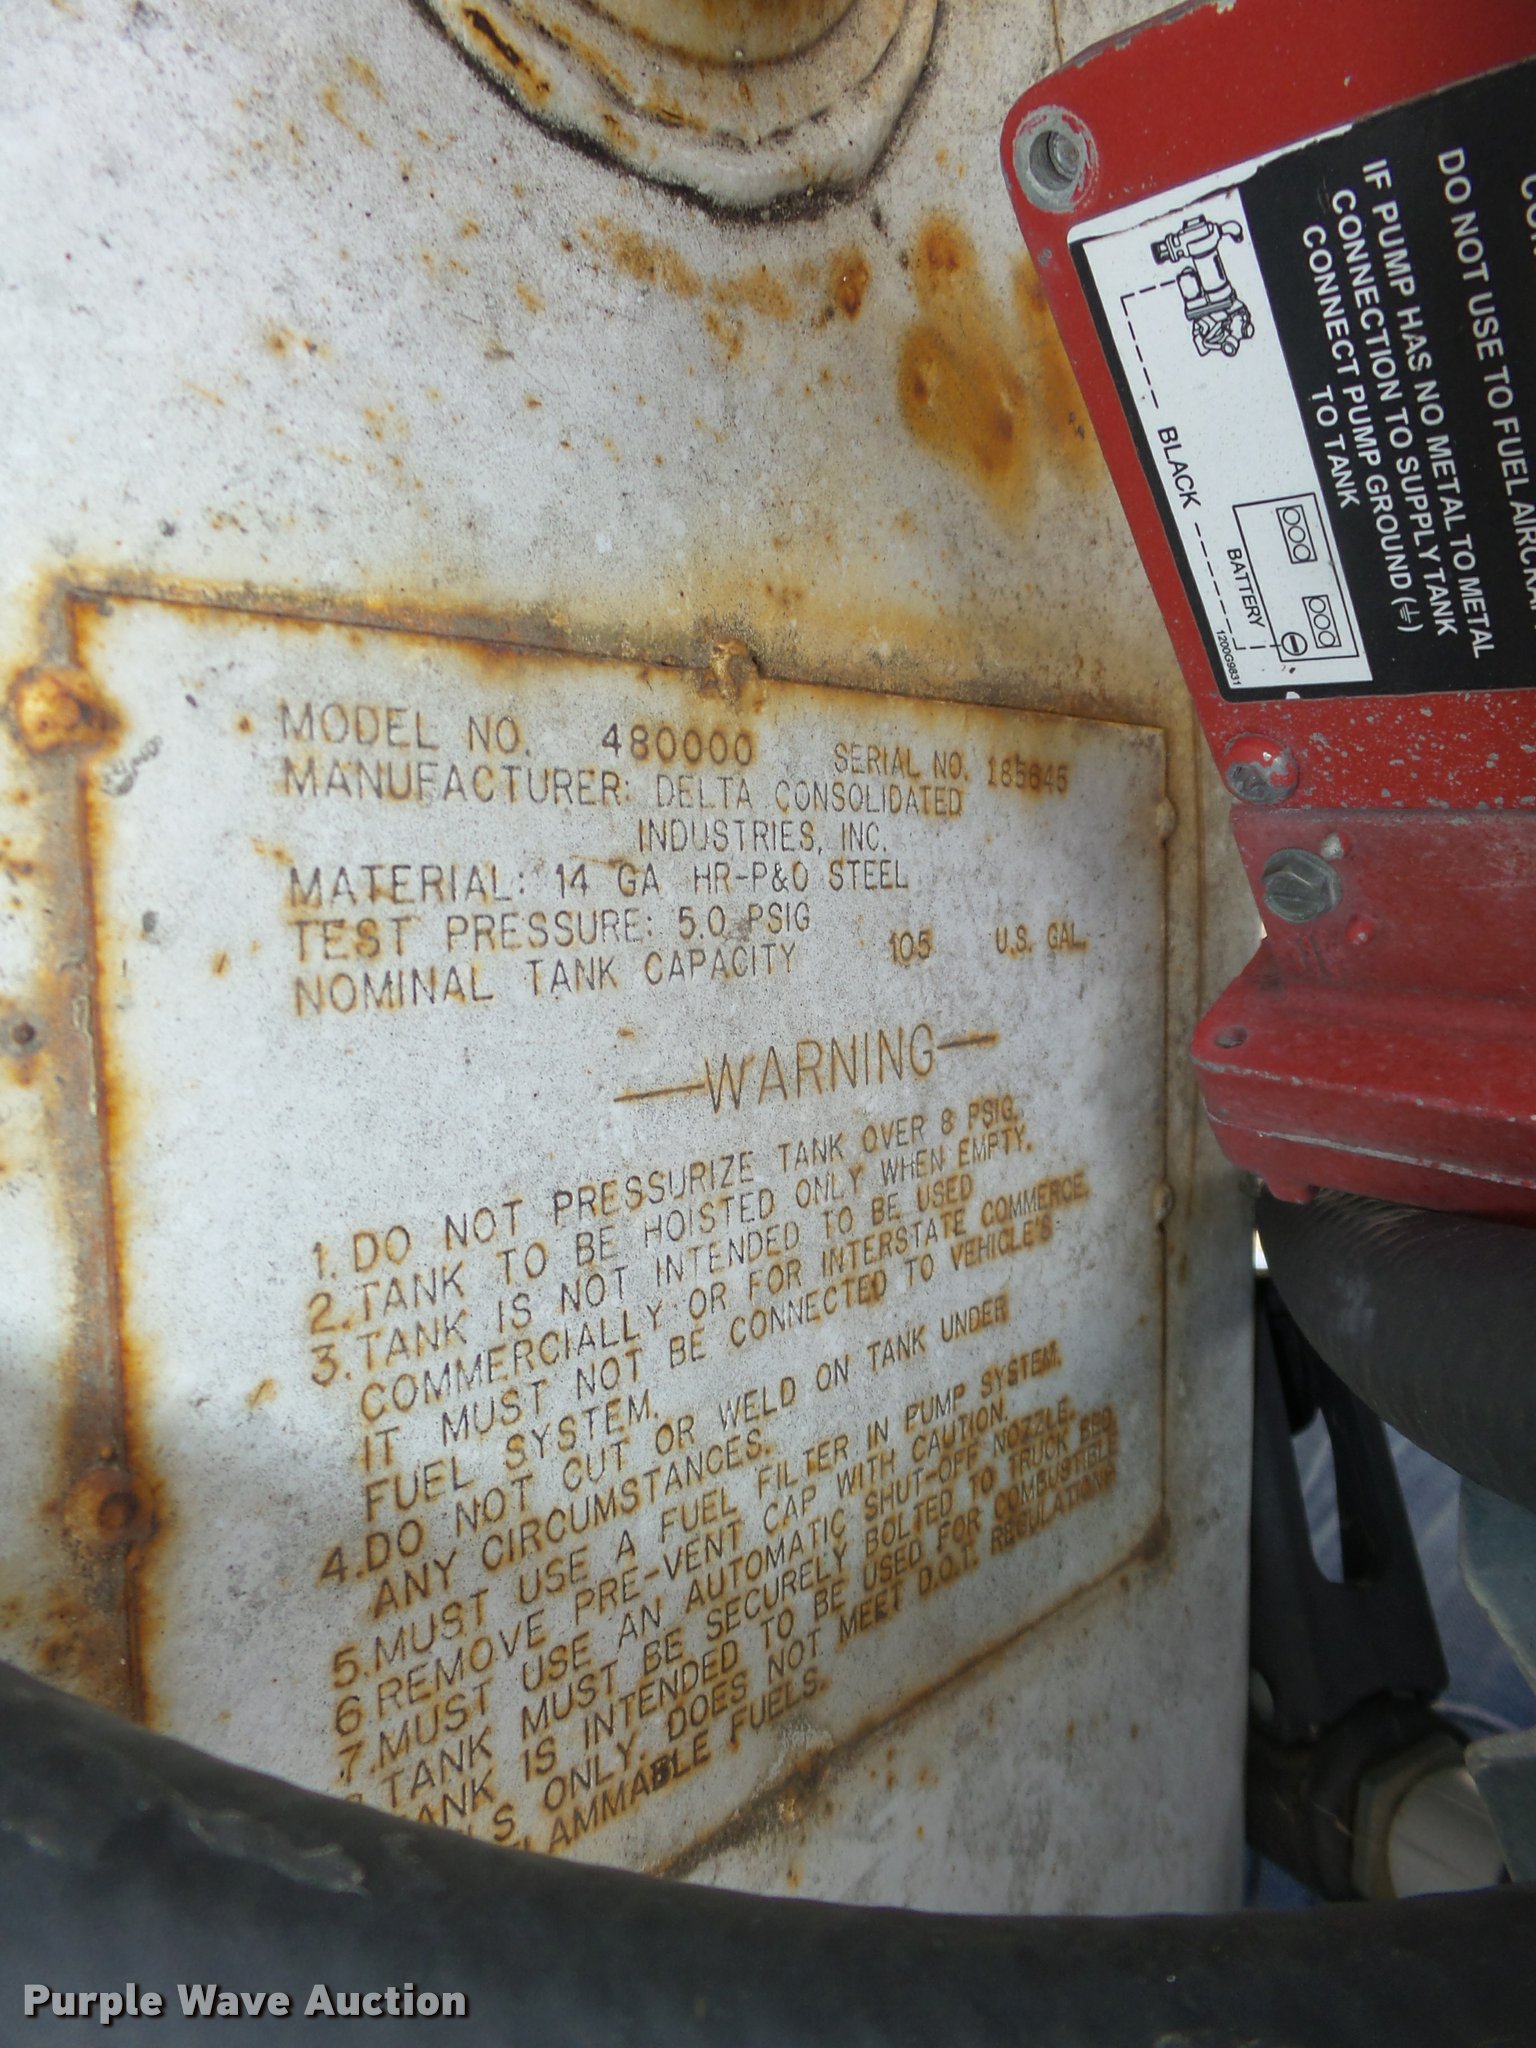 MODEL NO. 480000 SERIAL NO. 185645
MANUFACTURER: DELTA CONSOLIDATED
INDUSTRIES, INC.
MATERIAL: 14 GA HR-P&O STEEL
TEST PRESSURE: 5.0 PSIG
NOMINAL TANK CAPACITY 105 U.S. GAL.
—WARNING—
1. DO NOT PRESSURIZE TANK OVER 8 PSIG.
2. TANK TO BE HOISTED ONLY WHEN EMPTY.
3. TANK IS NOT INTENDED TO BE USED
COMMERCIALLY OR FOR INTERSTATE COMMERCE,
IT MUST NOT BE CONNECTED TO VEHICLE'S
FUEL SYSTEM.
4. DO NOT CUT OR WELD ON TANK UNDER
ANY CIRCUMSTANCES.
5. MUST USE A FUEL FILTER IN PUMP SYSTEM.
6 REMOVE PRE-VENT CAP WITH CAUTION.
7. MUST USE AN AUTOMATIC SHUT-OFF NOZZLE.
TANK MUST BE SECURELY BOLTED TO TRUCK BED
ANK IS INTENDED TO BE USED FOR COMBUSTIBLE
LS ONLY. DOES NOT MEET D.O.T. REGULATIONS
LAMMABLE FUELS.
DO NOT USE TO FUEL AIRCRA
IF PUMP HAS NO METAL TO METAL
CONNECTION TO SUPPLY TANK
CONNECT PUMP GROUND (⏚)
TO TANK
BLACK
BATTERY
1200G9831
Purple Wave Auction